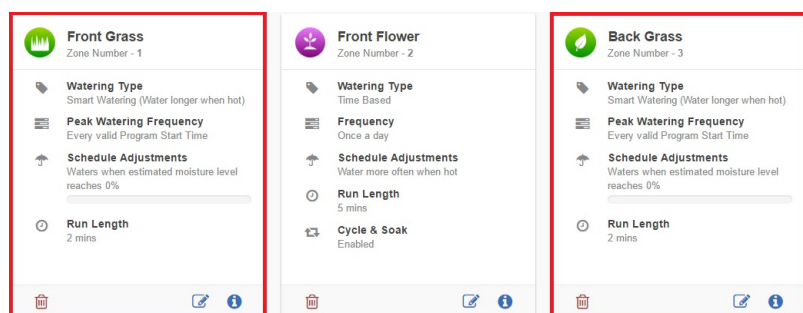 Front Grass
Zone Number - 1
Watering Type
Smart Watering (Water longer when hot)
Peak Watering Frequency
Every valid Program Start Time
Schedule Adjustments
Waters when estimated moisture level
reaches 0%
Run Length
2 mins
Front Flower
Zone Number - 2
Watering Type
Time Based
Frequency
Once a day
Schedule Adjustments
Water more often when hot
Run Length
5 mins
Cycle & Soak
Enabled
Back Grass
Zone Number - 3
Watering Type
Smart Watering (Water longer when hot)
Peak Watering Frequency
Every valid Program Start Time
Schedule Adjustments
Waters when estimated moisture level
reaches 0%
Run Length
2 mins